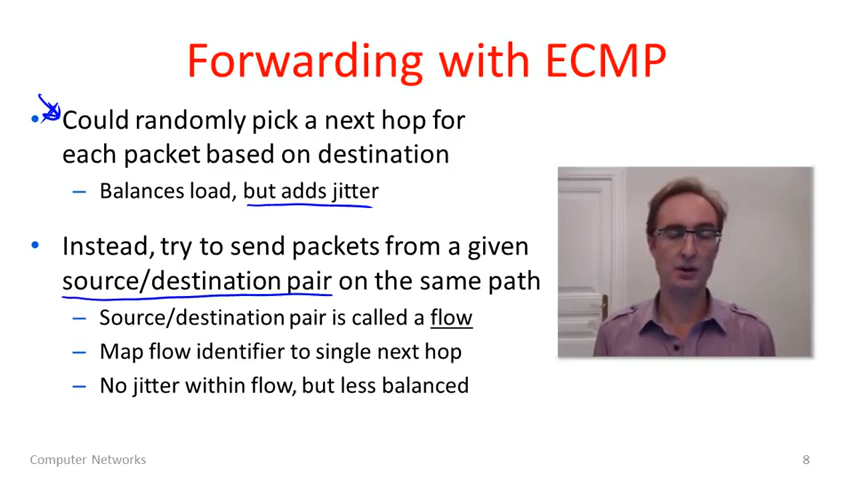 Forwarding with ECMP
• Could randomly pick a next hop for
each packet based on destination
– Balances load, but adds jitter
• Instead, try to send packets from a given
source/destination pair on the same path
– Source/destination pair is called a flow
– Map flow identifier to single next hop
– No jitter within flow, but less balanced
Computer Networks
8